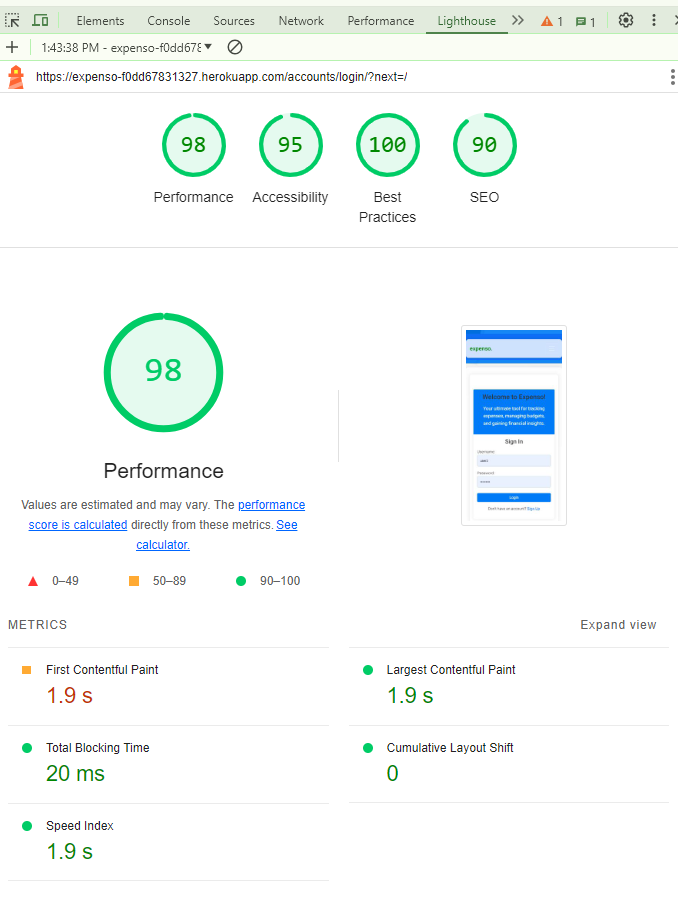 Elements Console Sources Network Performance Lighthouse 1 1
1:43:38 PM - expenso-f0dd678
https://expenso-f0dd67831327.herokuapp.com/accounts/login/?next=/
98 95 100 90
Performance Accessibility Best Practices SEO
98
Performance
Values are estimated and may vary. The performance
score is calculated directly from these metrics. See
calculator.
0–49 50–89 90–100
expenso.
Welcome to Expenso!
Your ultimate tool for tracking
expenses, managing budgets,
and gaining financial insights.
Sign In
Username
Password
Login
Don't have an account? Sign Up
METRICS
Expand view
First Contentful Paint
1.9 s
Largest Contentful Paint
1.9 s
Total Blocking Time
20 ms
Cumulative Layout Shift
0
Speed Index
1.9 s